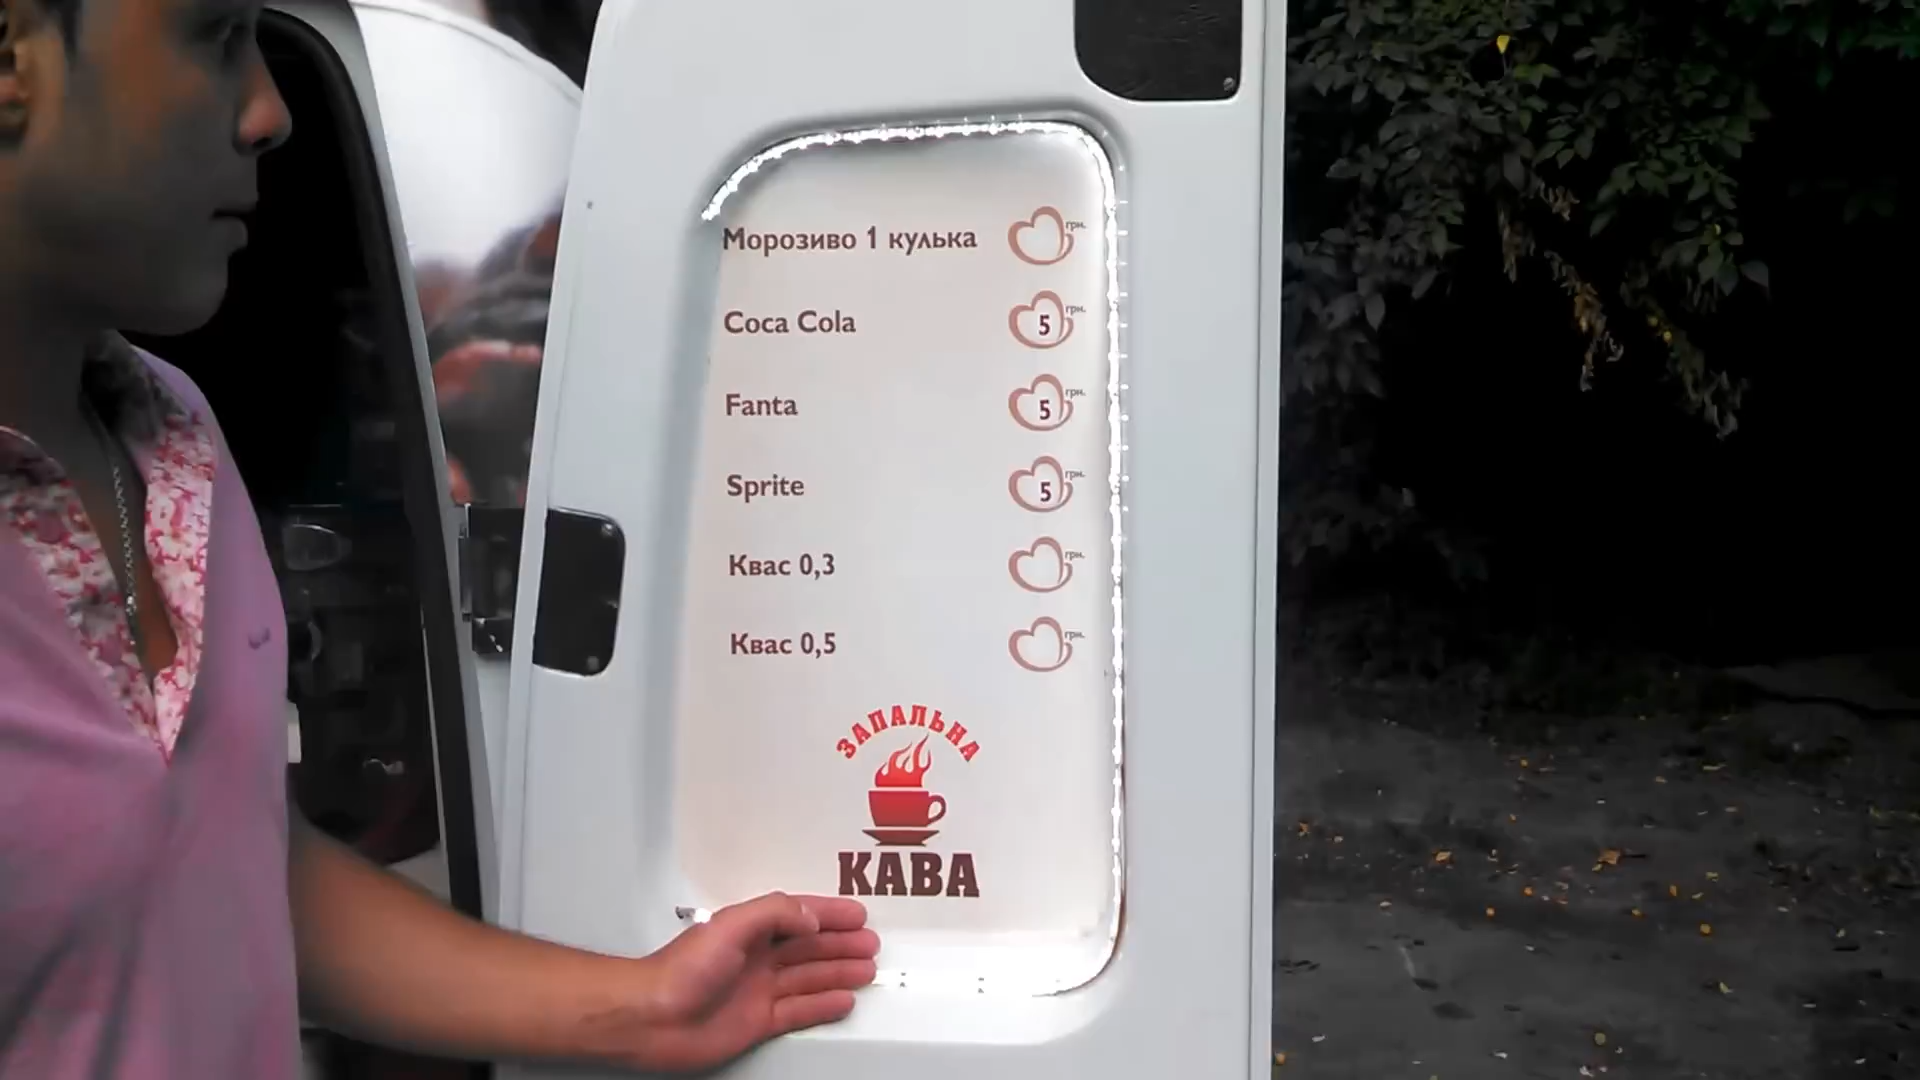 Морозиво 1 кулька грн.
Coca Cola 5 грн.
Fanta 5 грн.
Sprite 5 грн.
Квас 0,3 грн.
Квас 0,5 грн.
ЗАПАЛЬНА
КАВА